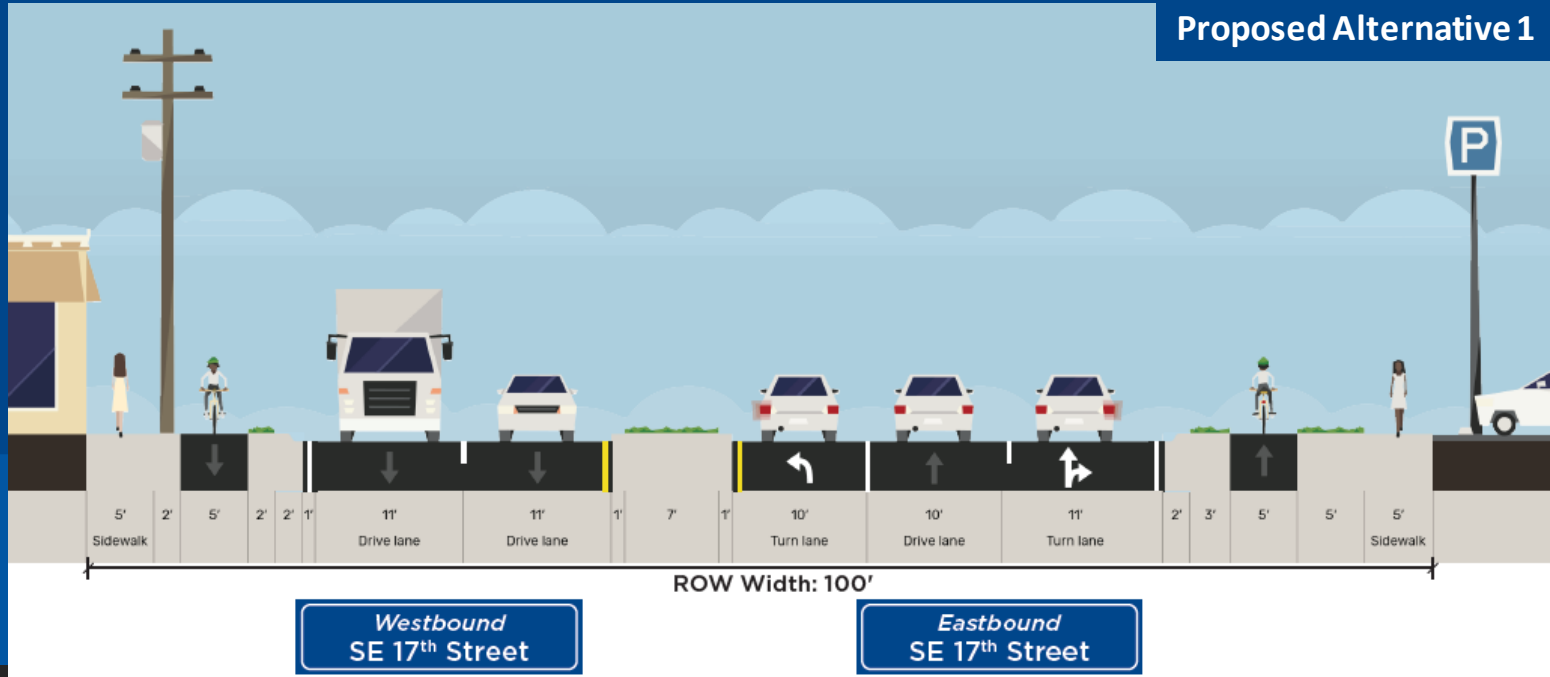 Proposed Alternative 1
P
5' 2' 5' 2' 2' 1' 11' 11' 1' 7' 1' 10' 10' 11' 2' 3' 5' 5' 5'
Sidewalk Drive lane Drive lane Turn lane Drive lane Turn lane Sidewalk
ROW Width: 100'
Westbound
SE 17th Street
Eastbound
SE 17th Street